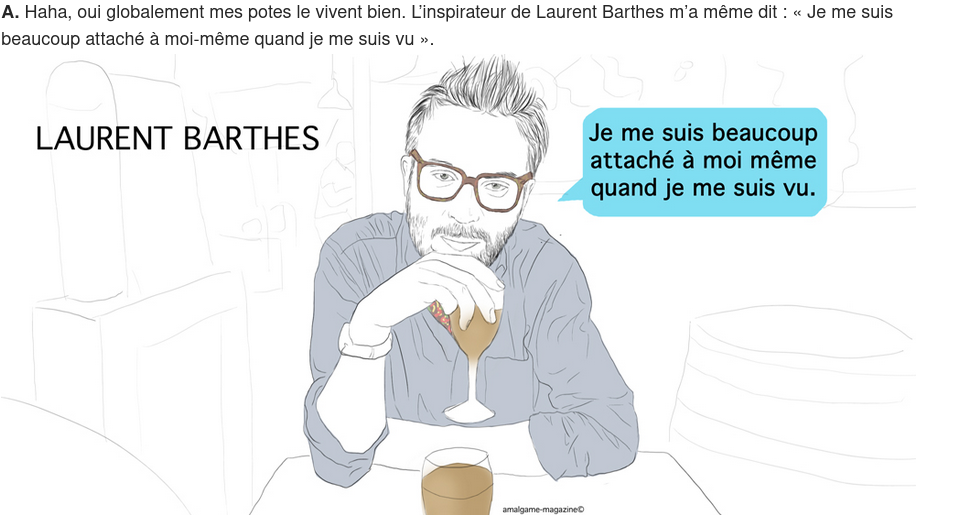 A. Haha, oui globalement mes potes le vivent bien. L’inspirateur de Laurent Barthes m’a même dit : « Je me suis
beaucoup attaché à moi-même quand je me suis vu ».
LAURENT BARTHES
Je me suis beaucoup
attaché à moi même
quand je me suis vu.
amalgame-magazine©